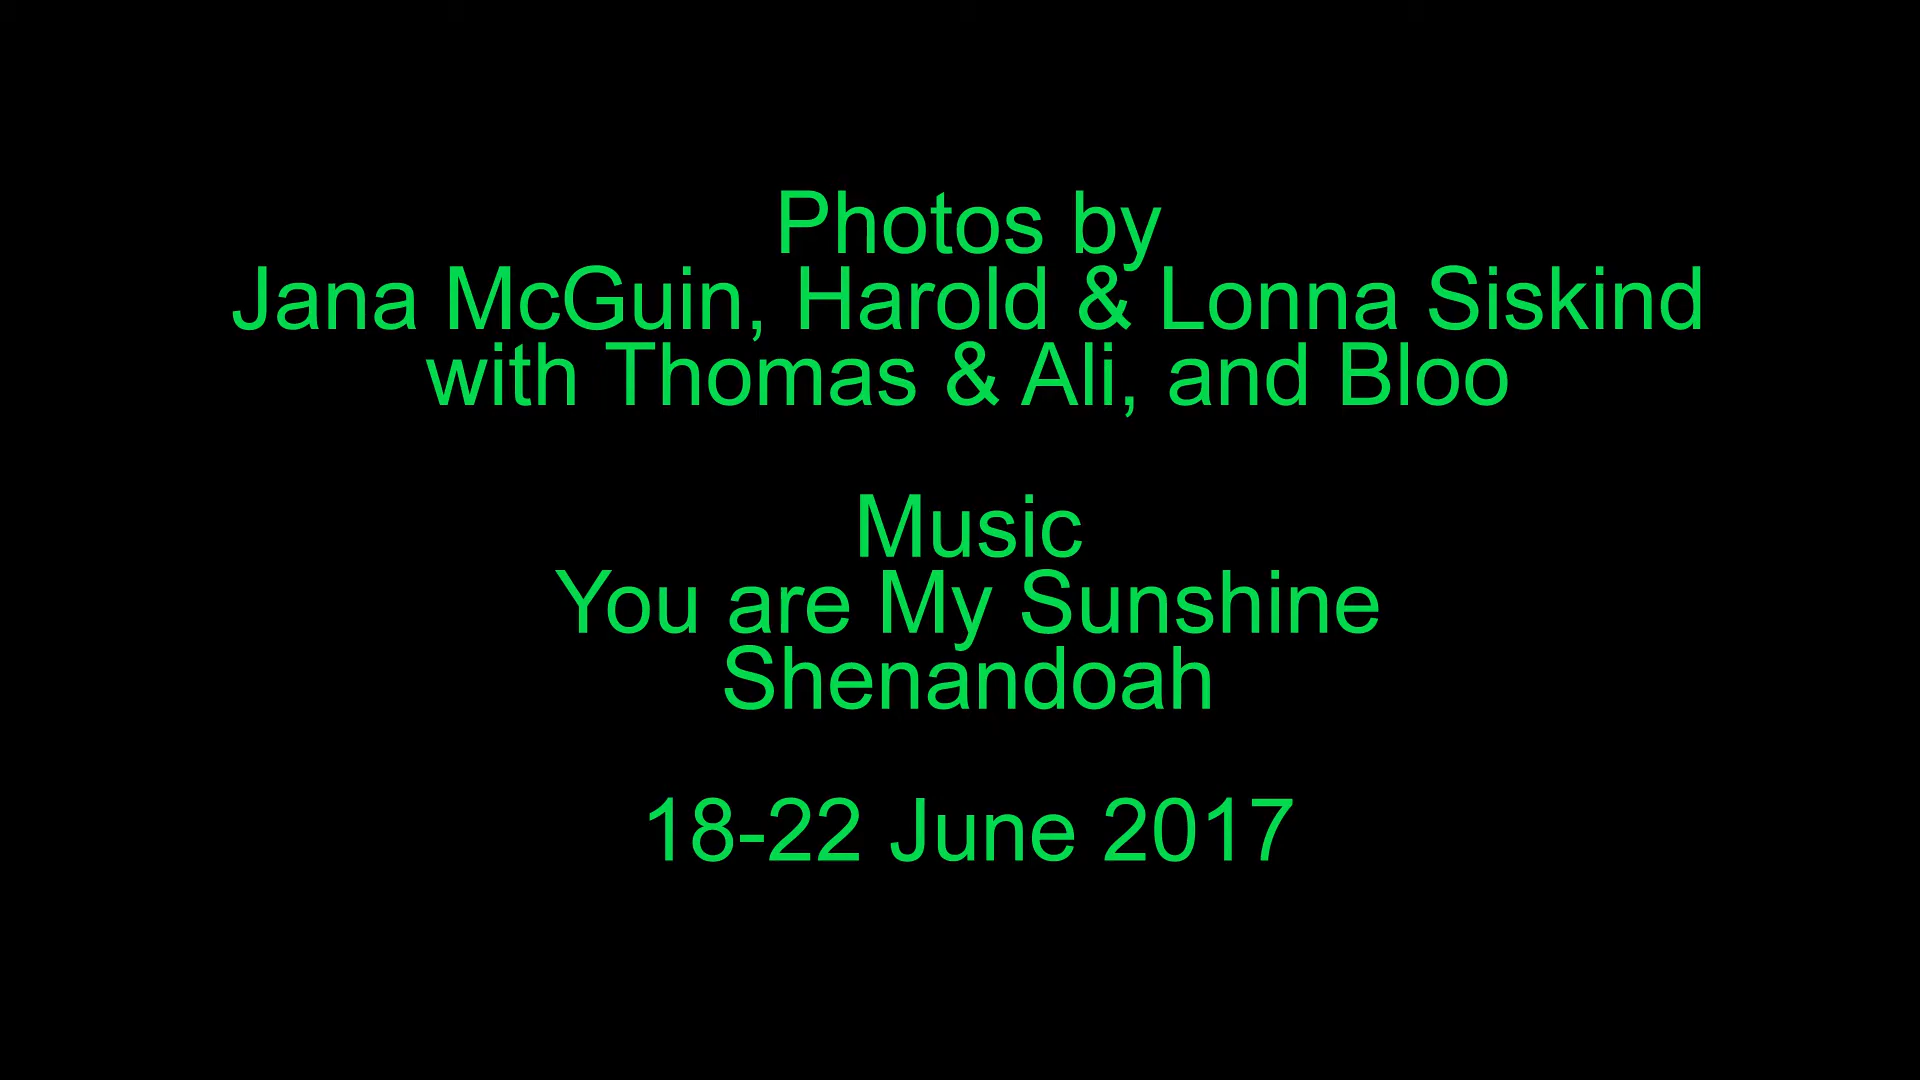 Photos by
Jana McGuin, Harold & Lonna Siskind
with Thomas & Ali, and Bloo
Music
You are My Sunshine
Shenandoah
18-22 June 2017